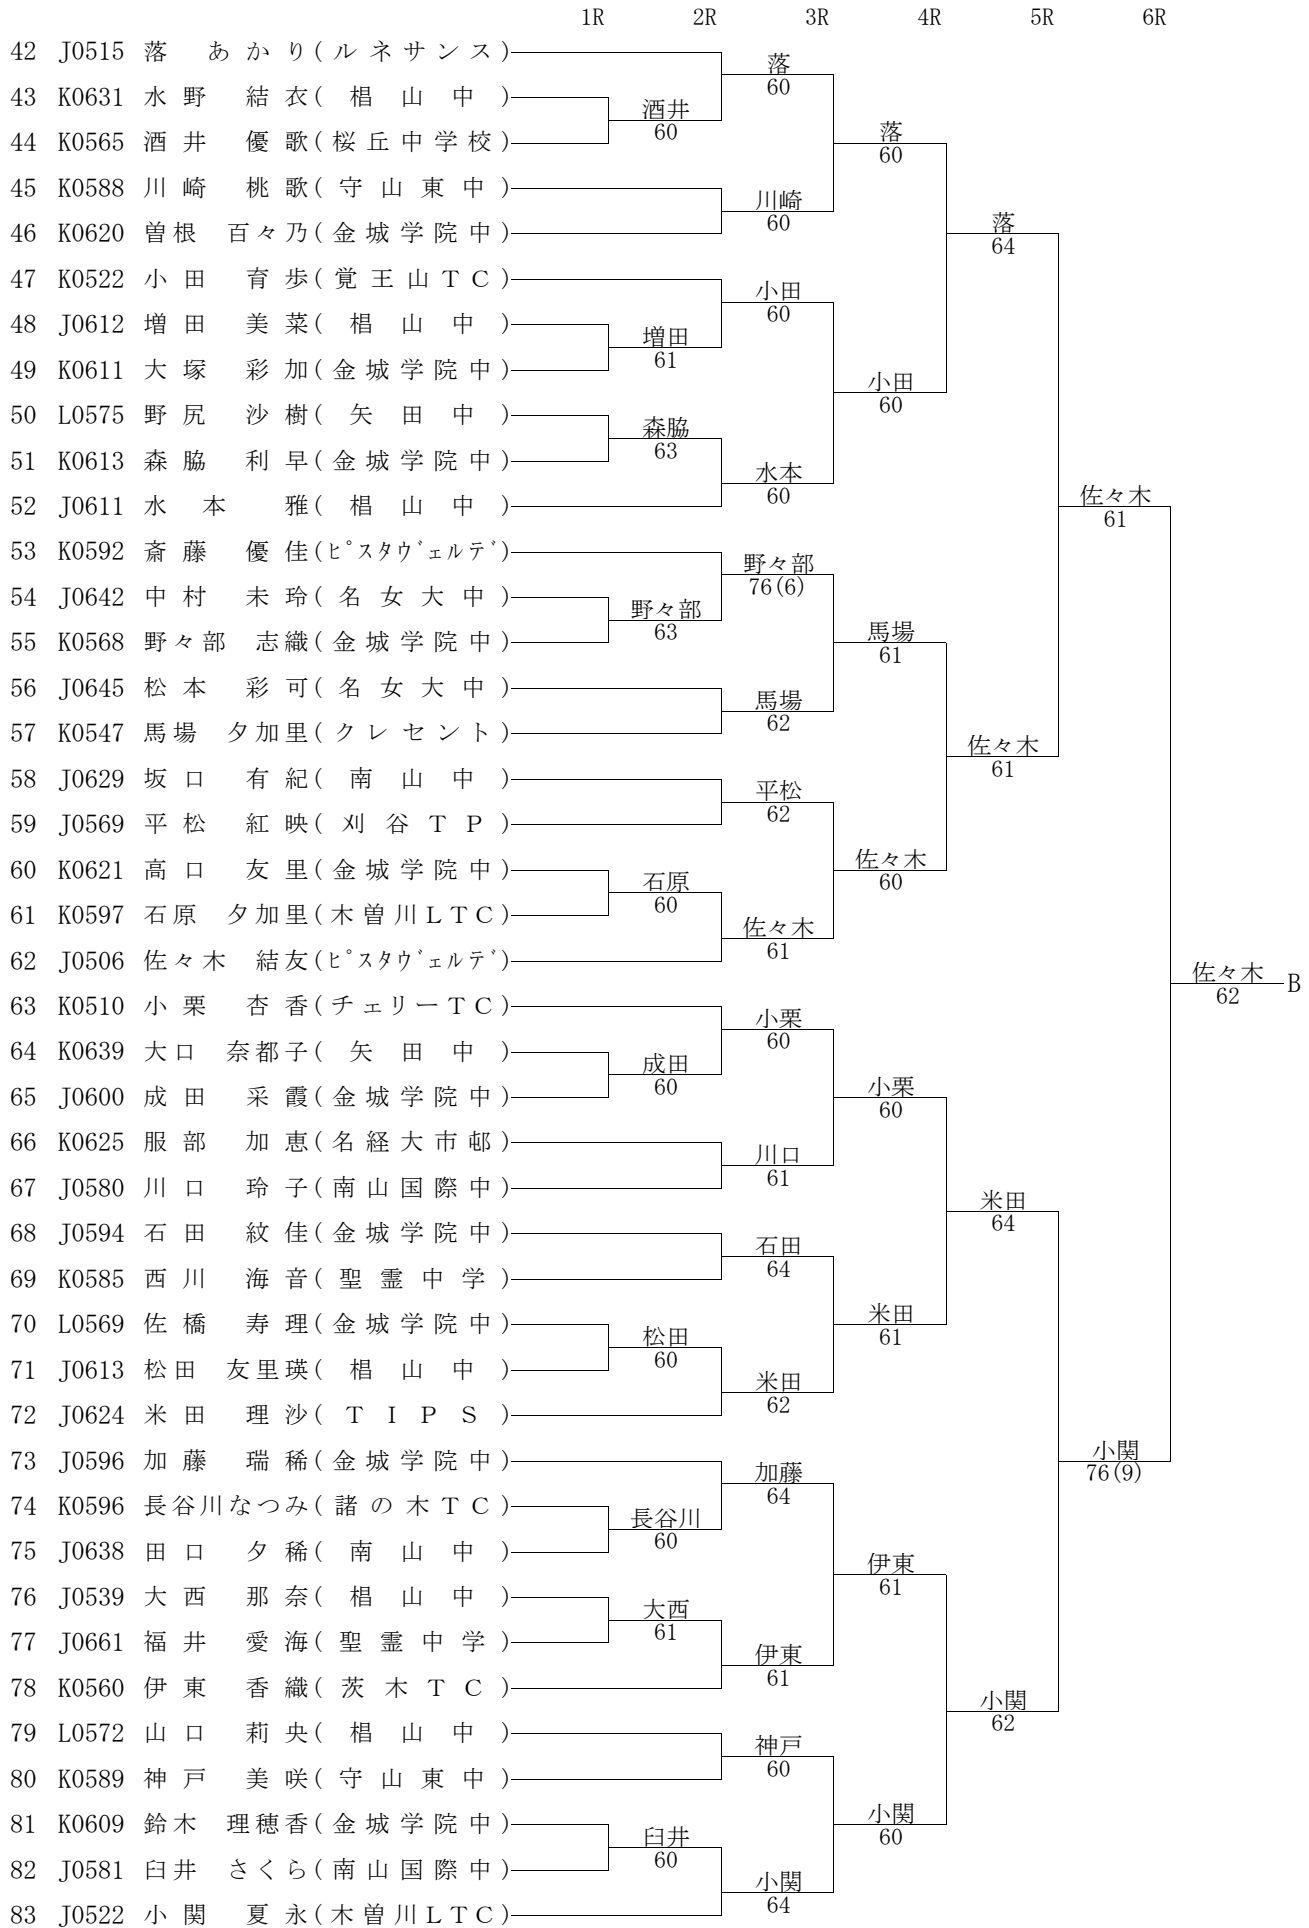 1R 2R 3R 4R 5R 6R
42 J0515 落 あかり(ルネサンス)
落
60
43 K0631 水野 結衣(椙山中)
酒井
60
44 K0565 酒井 優歌(桜丘中学校)
落
60
45 K0588 川崎 桃歌(守山東中)
川崎
60
46 K0620 曽根 百々乃(金城学院中)
落
64
47 K0522 小田 育歩(覚王山TC)
小田
60
48 J0612 増田 美菜(椙山中)
増田
61
49 K0611 大塚 彩加(金城学院中)
小田
60
50 L0575 野尻 沙樹(矢田中)
森脇
63
51 K0613 森脇 利早(金城学院中)
水本
60
52 J0611 水本 雅(椙山中)
佐々木
61
53 K0592 斎藤 優佳(ピスタヴェルデ)
野々部
76(6)
54 J0642 中村 未玲(名女大中)
野々部
63
55 K0568 野々部 志織(金城学院中)
馬場
61
56 J0645 松本 彩可(名女大中)
馬場
62
57 K0547 馬場 夕加里(クレセント)
佐々木
61
58 J0629 坂口 有紀(南山中)
平松
62
59 J0569 平松 紅映(刈谷TP)
佐々木
60
60 K0621 高口 友里(金城学院中)
石原
60
61 K0597 石原 夕加里(木曽川LTC)
佐々木
61
62 J0506 佐々木 結友(ピスタヴェルデ)
佐々木
62
B
63 K0510 小栗 杏香(チェリーTC)
小栗
60
64 K0639 大口 奈都子(矢田中)
成田
60
65 J0600 成田 采霞(金城学院中)
小栗
60
66 K0625 服部 加恵(名経大市邨)
川口
61
67 J0580 川口 玲子(南山国際中)
米田
64
68 J0594 石田 紋佳(金城学院中)
石田
64
69 K0585 西川 海音(聖霊中学)
米田
61
70 L0569 佐橋 寿理(金城学院中)
松田
60
71 J0613 松田 友里瑛(椙山中)
米田
62
72 J0624 米田 理沙(TIPS)
小関
76(9)
73 J0596 加藤 瑞稀(金城学院中)
加藤
64
74 K0596 長谷川なつみ(諸の木TC)
長谷川
60
75 J0638 田口 夕稀(南山中)
伊東
61
76 J0539 大西 那奈(椙山中)
大西
61
77 J0661 福井 愛海(聖霊中学)
伊東
61
78 K0560 伊東 香織(茨木TC)
小関
62
79 L0572 山口 莉央(椙山中)
神戸
60
80 K0589 神戸 美咲(守山東中)
小関
60
81 K0609 鈴木 理穂香(金城学院中)
臼井
60
82 J0581 臼井 さくら(南山国際中)
小関
64
83 J0522 小関 夏永(木曽川LTC)